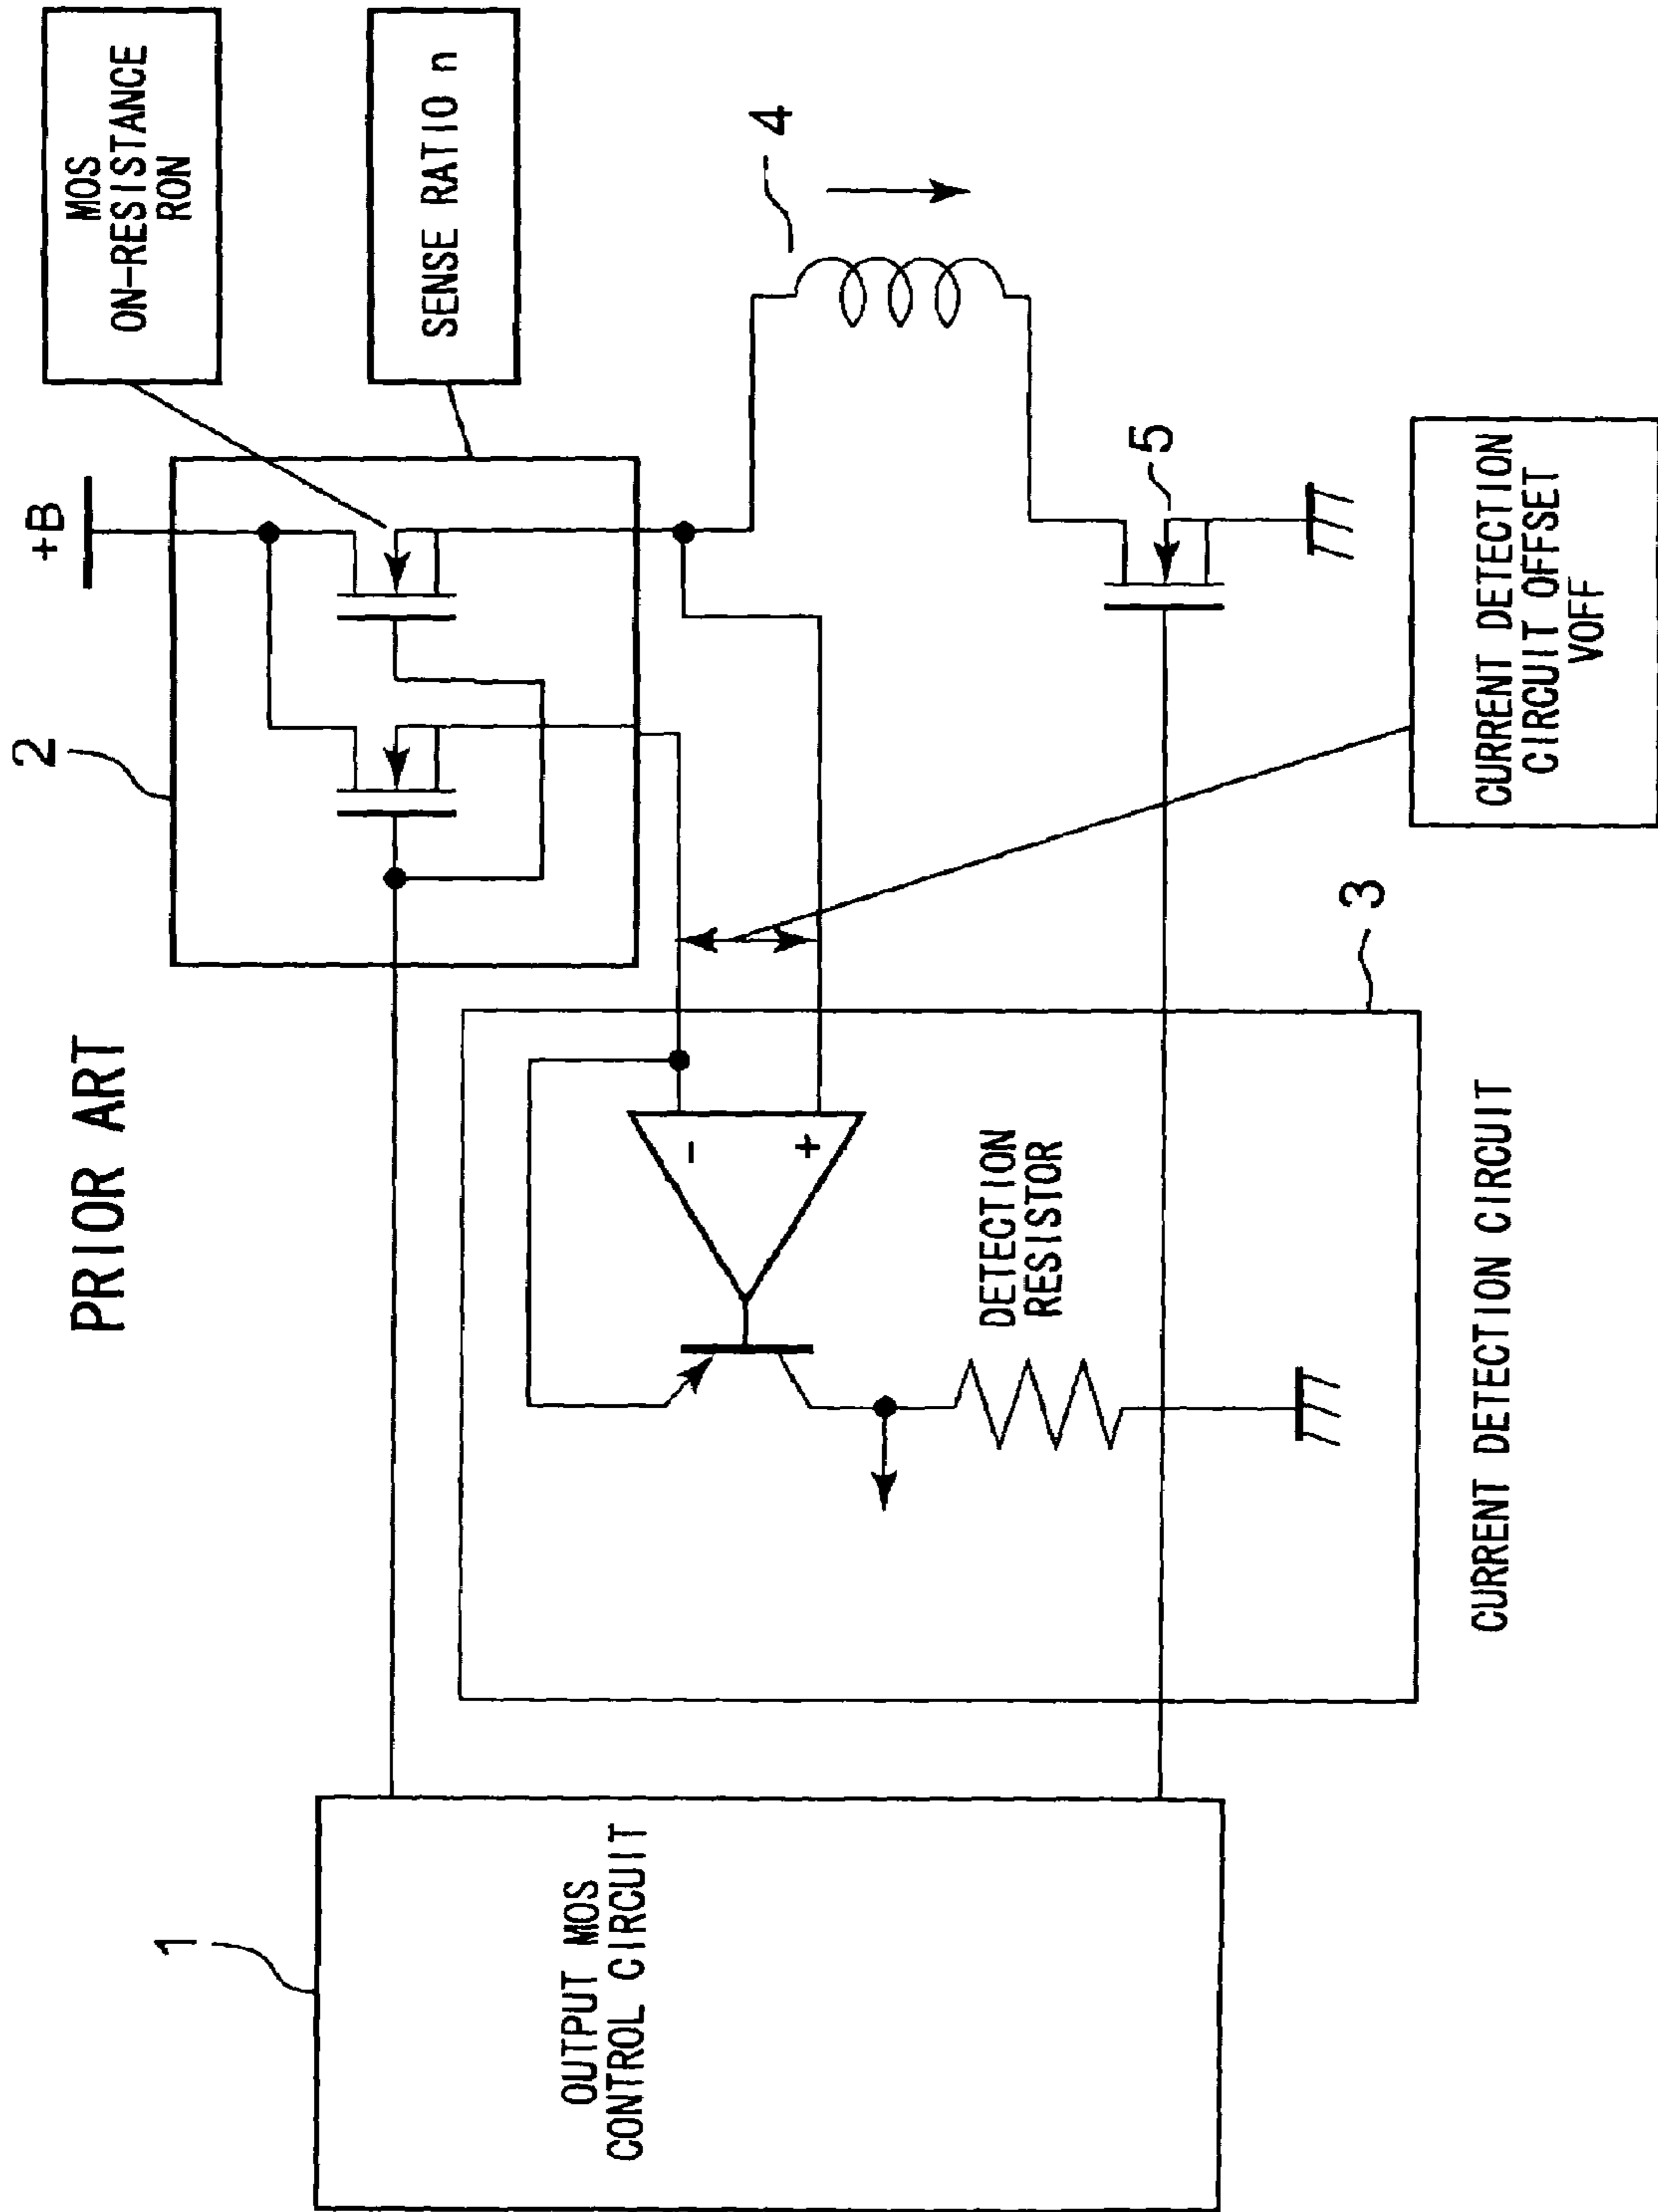 PRIOR ART
1
OUTPUT MOS
CONTROL CIRCUIT
2
+B
MOS
ON-RESISTANCE
RON
SENSE RATIO n
-
+
DETECTION
RESISTOR
4
5
3
CURRENT DETECTION
CIRCUIT OFFSET
VOFF
CURRENT DETECTION CIRCUIT